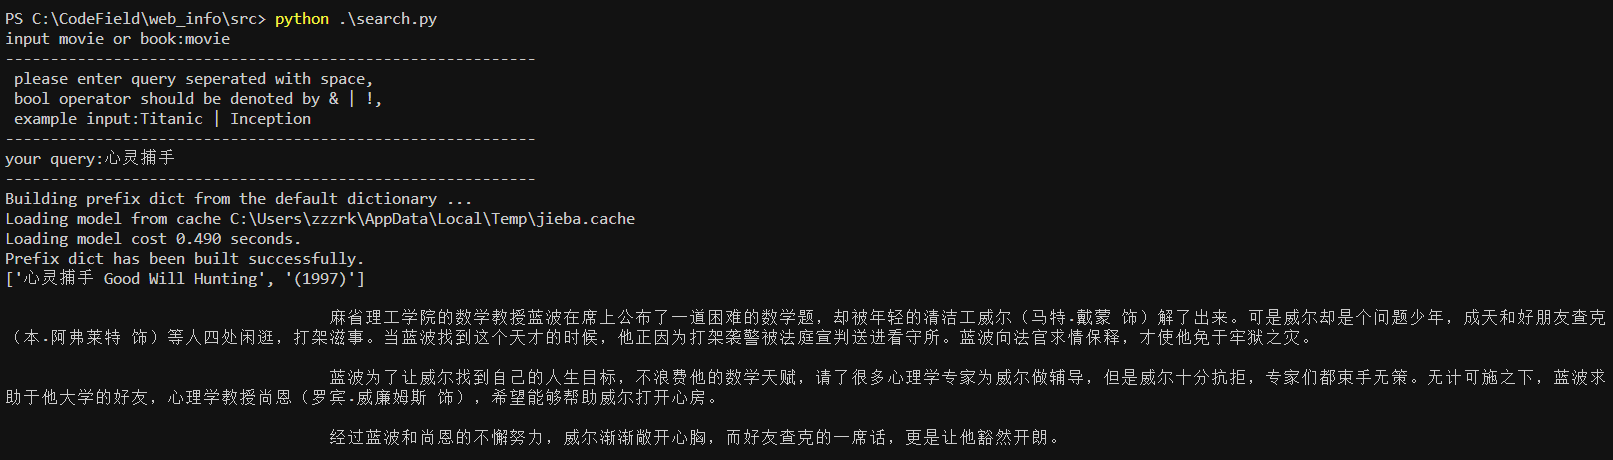 PS C:\CodeField\web_info\src> python .\search.py
input movie or book:movie
-----------------------------------------------------------
 please enter query seperated with space,
 bool operator should be denoted by & | !,
 example input:Titanic | Inception
-----------------------------------------------------------
your query:心灵捕手
-----------------------------------------------------------
Building prefix dict from the default dictionary ...
Loading model from cache C:\Users\zzzrk\AppData\Local\Temp\jieba.cache
Loading model cost 0.490 seconds.
Prefix dict has been built successfully.
['心灵捕手 Good Will Hunting', '(1997)']
麻省理工学院的数学教授蓝波在席上公布了一道困难的数学题，却被年轻的清洁工威尔（马特·戴蒙 饰）解了出来。可是威尔却是个问题少年，成天和好朋友查克
（本·阿弗莱特 饰）等人四处闲逛，打架滋事。当蓝波找到这个天才的时候，他正因为打架袭警被法庭宣判送进看守所。蓝波向法官求情保释，才使他免于牢狱之灾。
蓝波为了让威尔找到自己的人生目标，不浪费他的数学天赋，请了很多心理学专家为威尔做辅导，但是威尔十分抗拒，专家们都束手无策。无计可施之下，蓝波求
助于他大学的好友，心理学教授尚恩（罗宾·威廉姆斯 饰），希望能够帮助威尔打开心房。
经过蓝波和尚恩的不懈努力，威尔渐渐敞开心胸，而好友查克的一席话，更是让他豁然开朗。